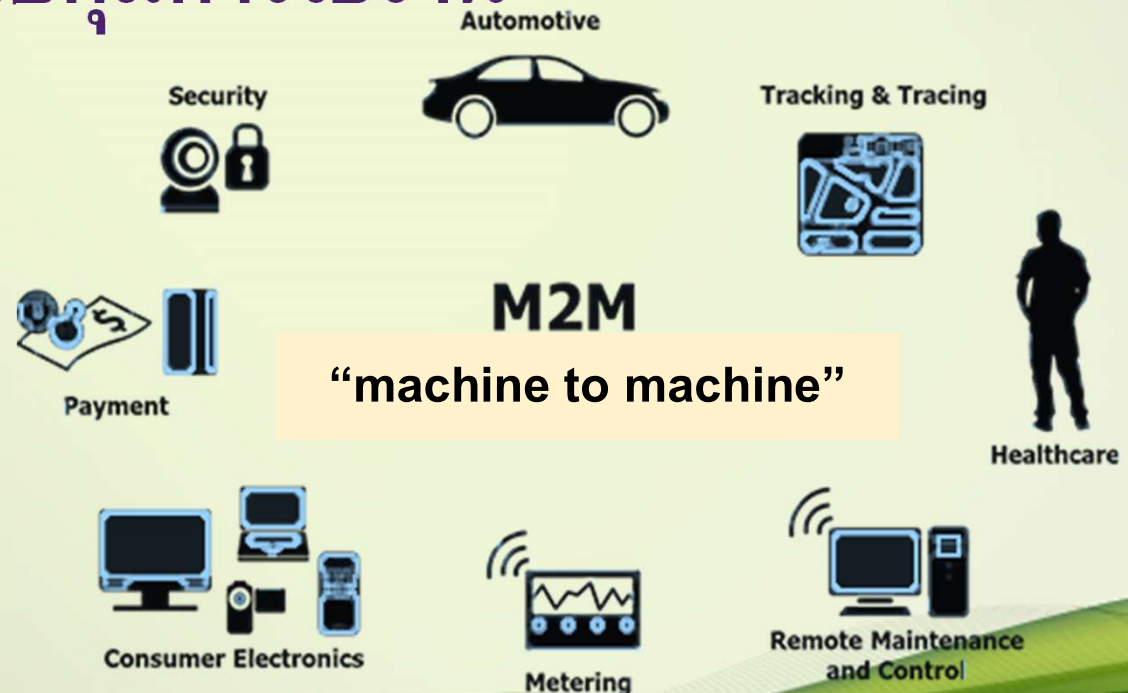 Automotive
Security
Tracking & Tracing
M2M
“machine to machine”
Payment
Healthcare
Consumer Electronics
Metering
Remote Maintenance
and Control